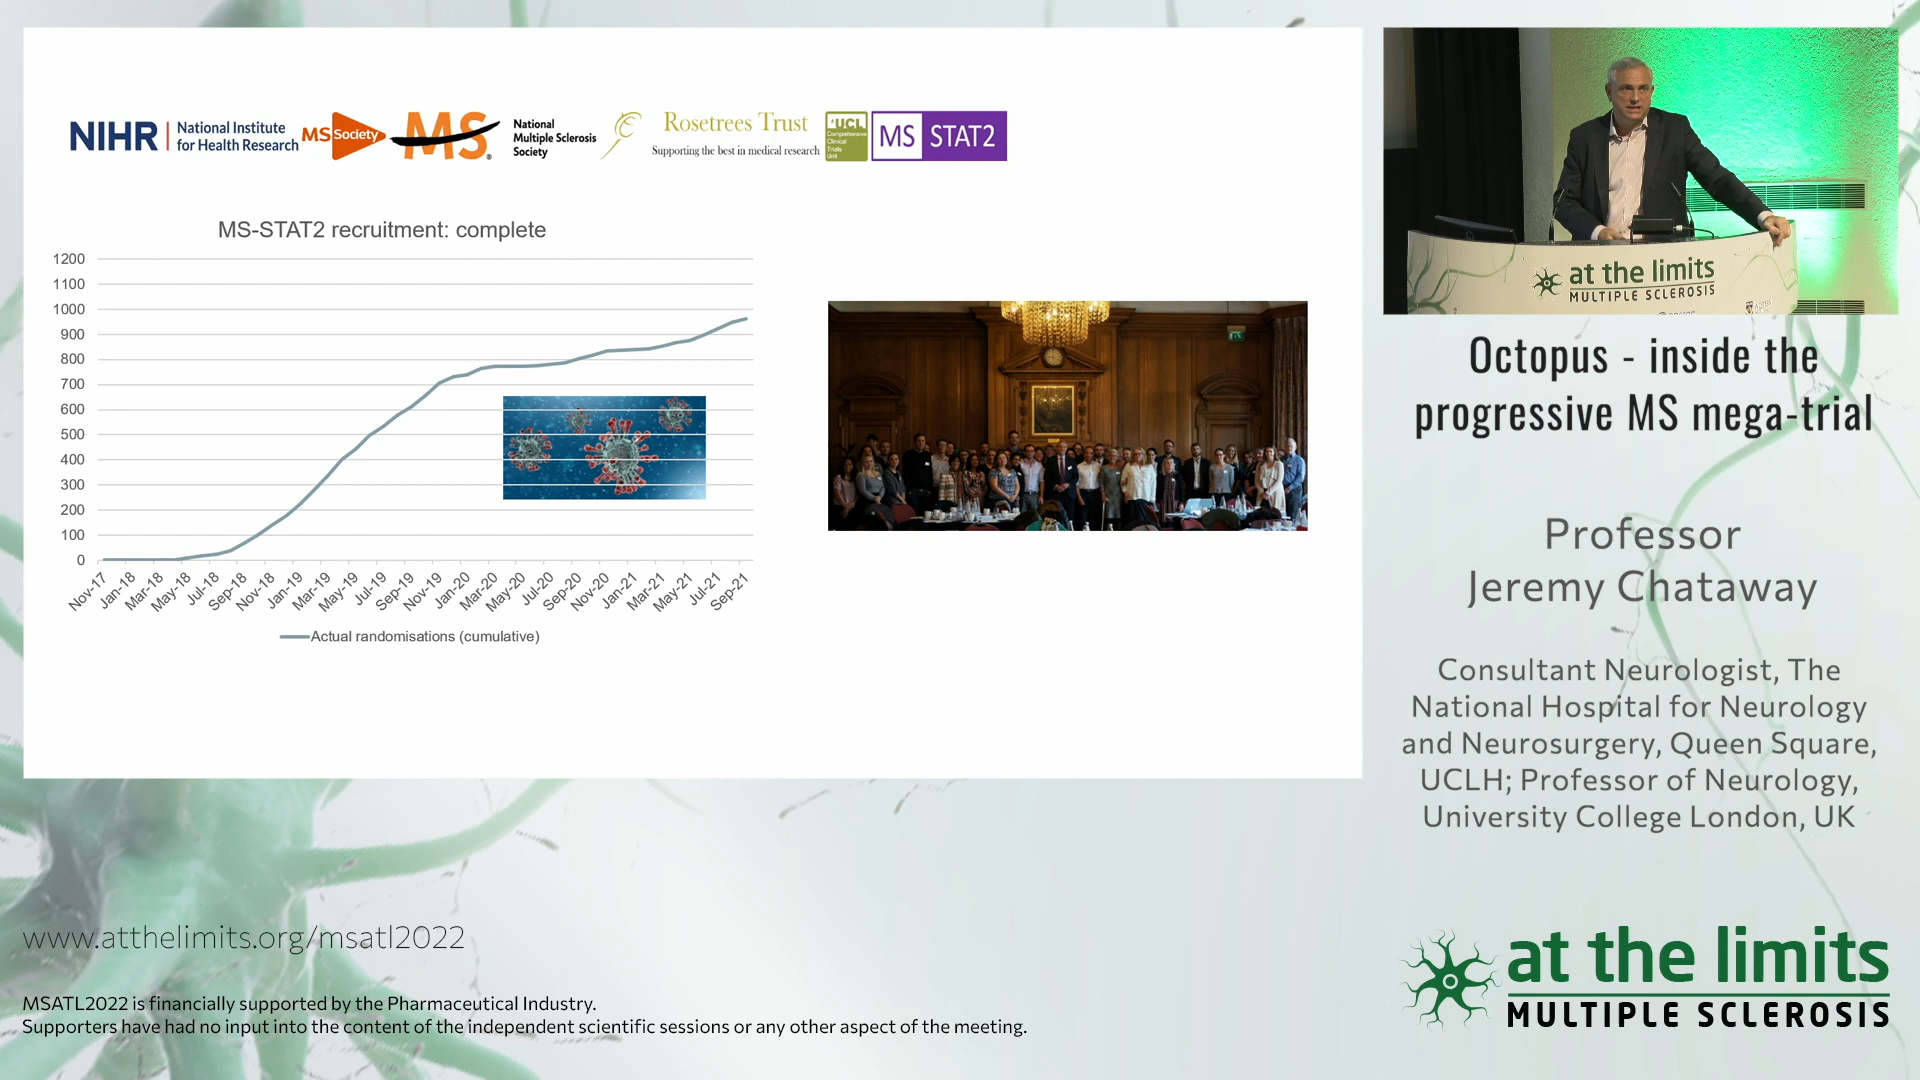 NIHR
National Institute
for Health Research
MS Society
MS
National
Multiple Sclerosis
Society
Rosetrees Trust
Supporting the best in medical research
UCL
Comprehensive
Clinical
Trials
Unit
MS STAT2
MS-STAT2 recruitment: complete
1200
1100
1000
900
800
700
600
500
400
300
200
100
0
Nov-17
Jan-18
Mar-18
May-18
Jul-18
Sep-18
Nov-18
Jan-19
Mar-19
May-19
Jul-19
Sep-19
Nov-19
Jan-20
Mar-20
May-20
Jul-20
Sep-20
Nov-20
Jan-21
Mar-21
May-21
Jul-21
Sep-21
Actual randomisations (cumulative)
at the limits
MULTIPLE SCLEROSIS
Octopus - inside the
progressive MS mega-trial
Professor
Jeremy Chataway
Consultant Neurologist, The
National Hospital for Neurology
and Neurosurgery, Queen Square,
UCLH; Professor of Neurology,
University College London, UK
www.atthelimits.org/msatl2022
MSATL2022 is financially supported by the Pharmaceutical Industry.
Supporters have had no input into the content of the independent scientific sessions or any other aspect of the meeting.
at the limits
MULTIPLE SCLEROSIS